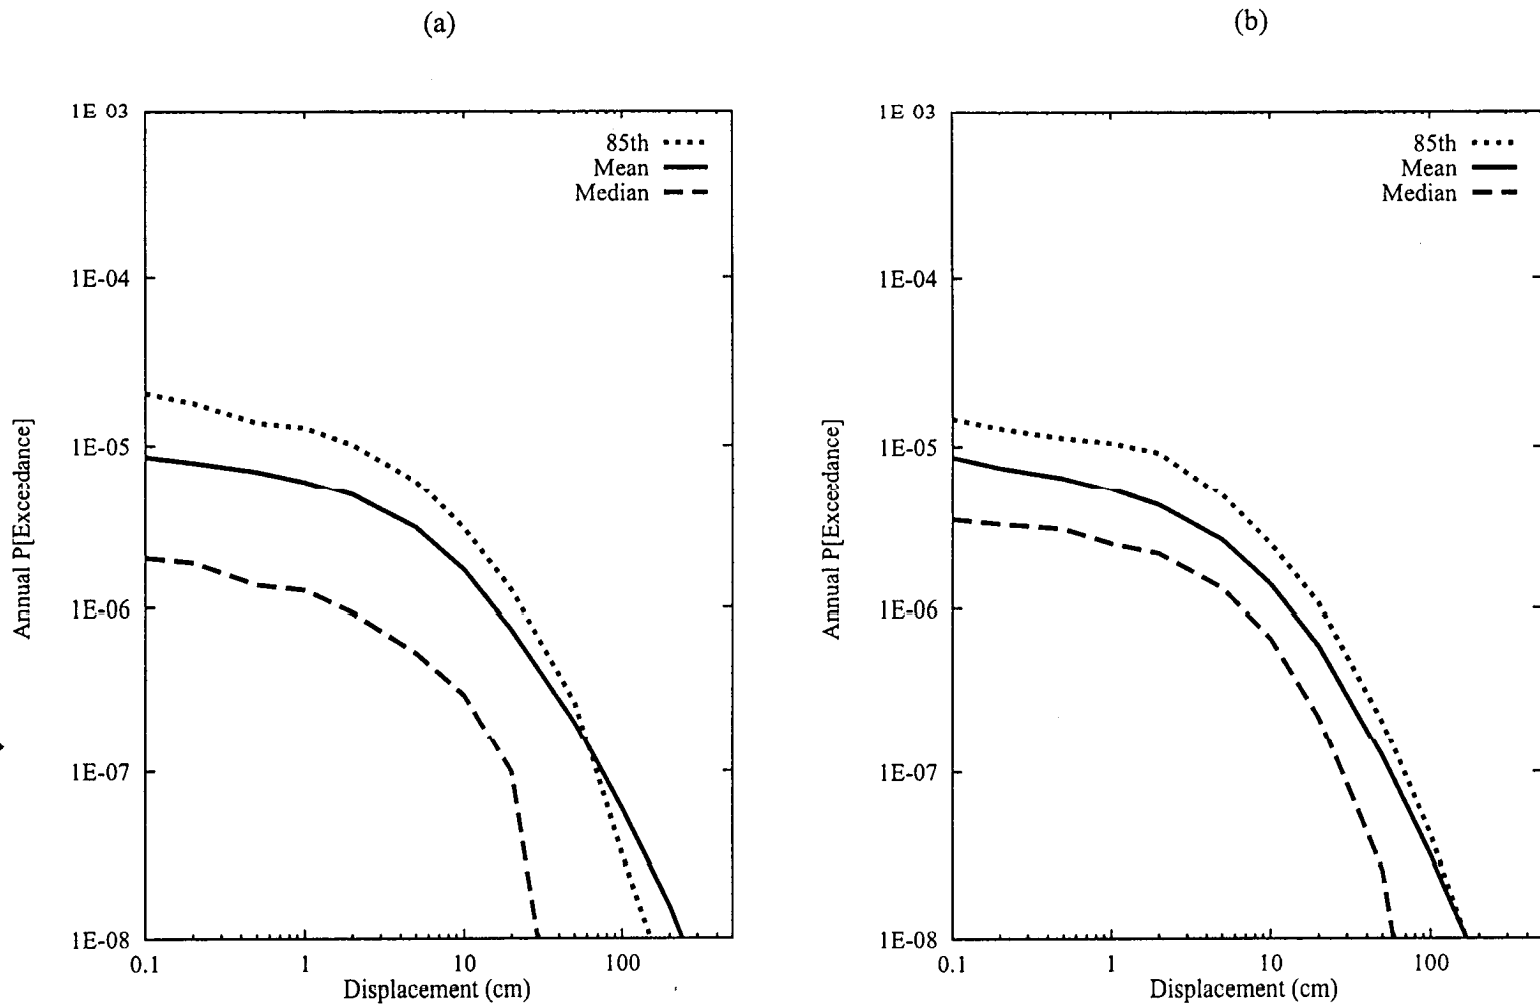 (a)
1E 03
85th
Mean
Median
1E-04
1E-05
1E-06
1E-07
1E-08
Annual P[Exceedance]
0.1 1 10 100
Displacement (cm)
(b)
1E 03
85th
Mean
Median
1E-04
1E-05
1E-06
1E-07
1E-08
Annual P[Exceedance]
0.1 1 10 100
Displacement (cm)